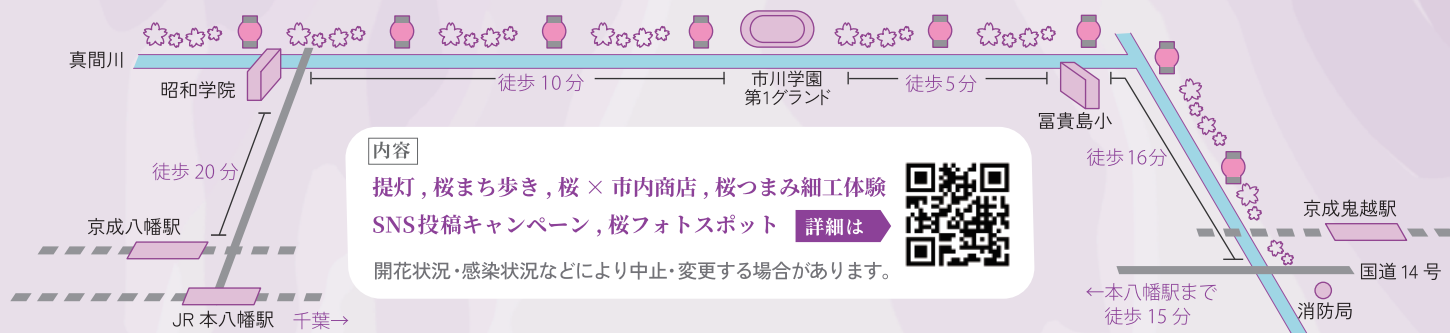 真間川
昭和学院
徒歩 10 分
市川学園
第1グランド
徒歩5分
冨貴島小
徒歩 20 分
徒歩16分
内容
提灯 , 桜まち歩き , 桜 × 市内商店 , 桜つまみ細工体験
SNS投稿キャンペーン , 桜フォトスポット
詳細は
開花状況・感染状況などにより中止・変更する場合があります。
京成八幡駅
JR 本八幡駅
千葉→
京成鬼越駅
国道 14 号
消防局
←本八幡駅まで
徒歩 15 分